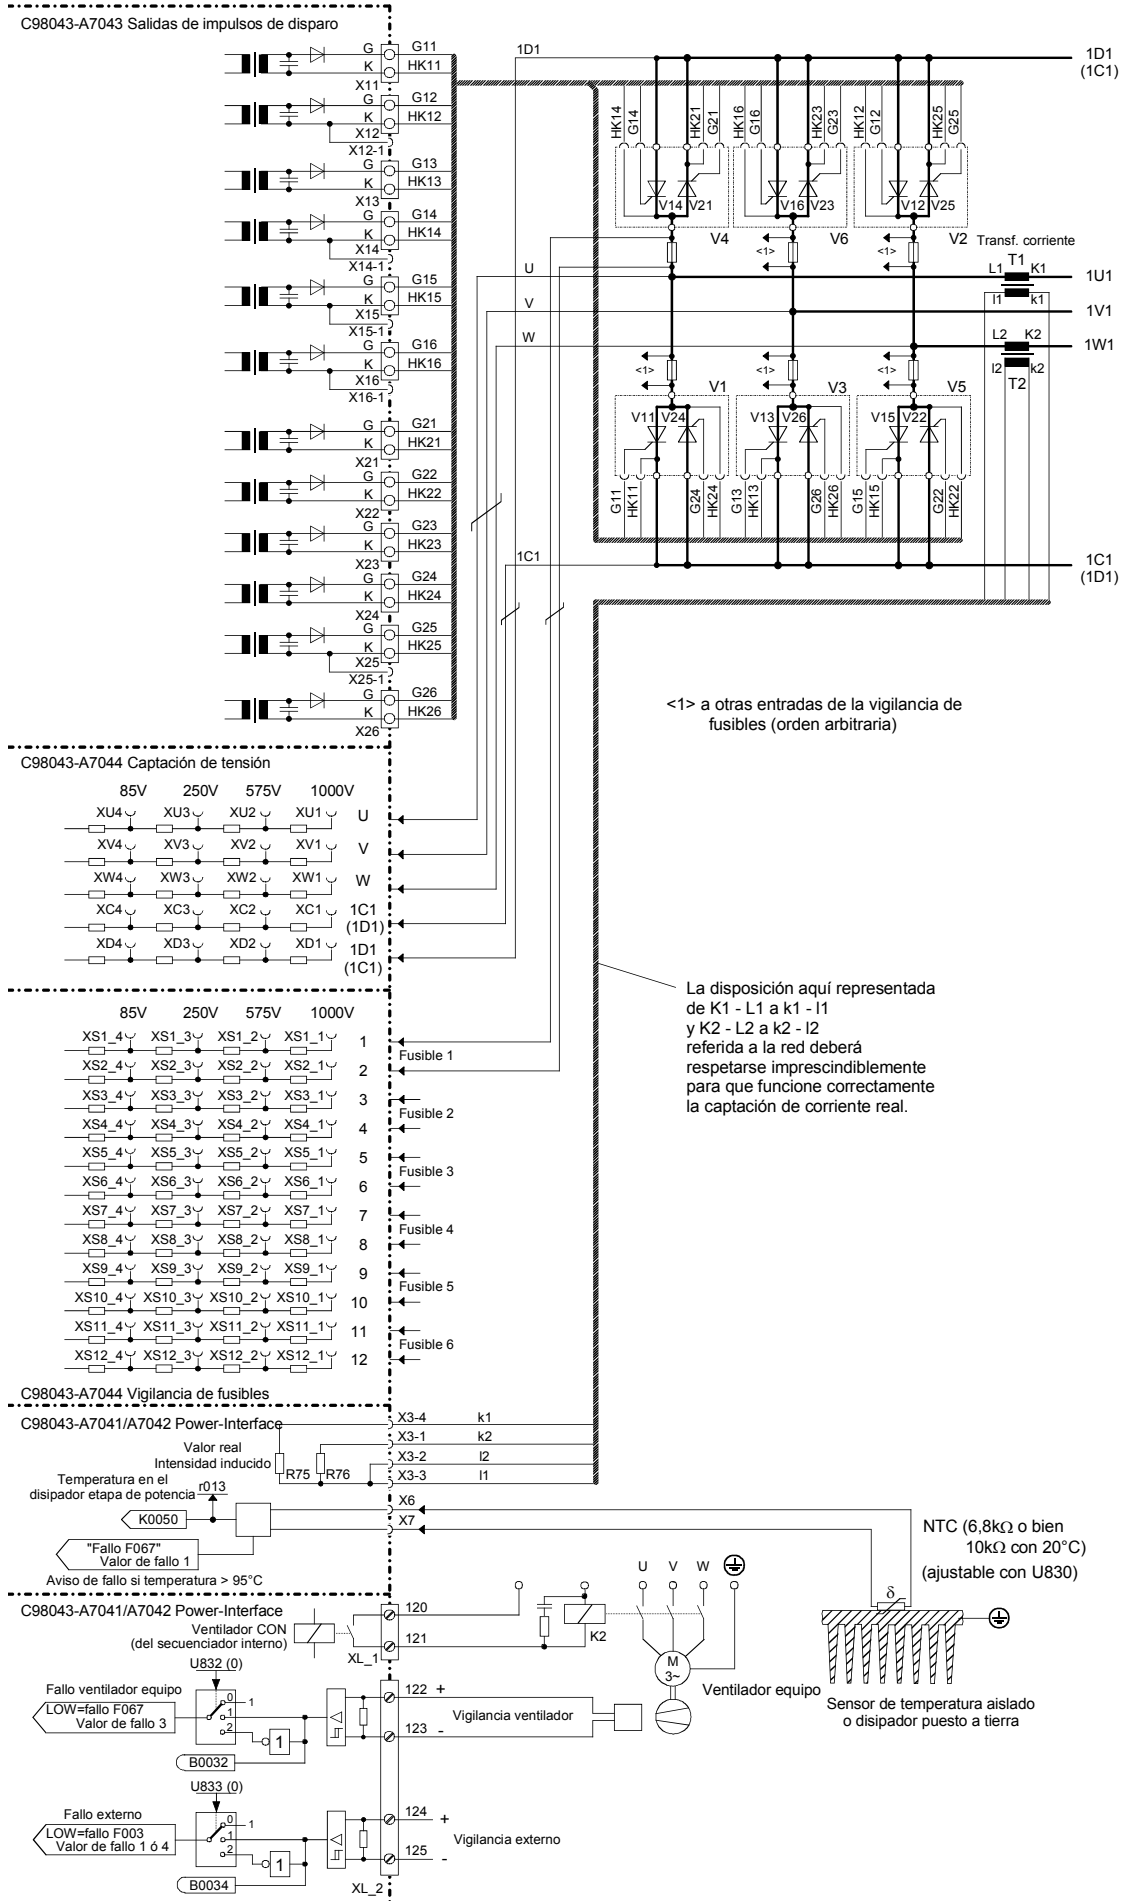 C98043-A7043 Salidas de impulsos de disparo
G G11
K HK11
X11
G G12
K HK12
X12
X12-1
G G13
K HK13
X13
G G14
K HK14
X14
X14-1
G G15
K HK15
X15
X15-1
G G16
K HK16
X16
X16-1
G G21
K HK21
X21
G G22
K HK22
X22
G G23
K HK23
X23
G G24
K HK24
X24
G G25
K HK25
X25
X25-1
G G26
K HK26
X26
1D1
1D1
(1C1)
HK14 G14 HK21 G21 HK16 G16 HK23 G23 HK12 G12 HK25 G25
V14 V21 V16 V23 V12 V25
V4 V6 V2
<1> <1>
Transf. corriente
T1
L1 K1
l1 k1
U
1U1
V
1V1
W
1W1
L2 K2
l2 k2
T2
<1> <1> <1>
V1 V3 V5
V11 V24 V13 V26 V15 V22
G11 HK11 G24 HK24 G13 HK13 G26 HK26 G15 HK15 G22 HK22
1C1
1C1
(1D1)
<1> a otras entradas de la vigilancia de
fusibles (orden arbitraria)
C98043-A7044 Captación de tensión
85V 250V 575V 1000V
XU4 XU3 XU2 XU1 U
XV4 XV3 XV2 XV1 V
XW4 XW3 XW2 XW1 W
XC4 XC3 XC2 XC1 1C1
(1D1)
XD4 XD3 XD2 XD1 1D1
(1C1)
La disposición aquí representada
de K1 - L1 a k1 - l1
y K2 - L2 a k2 - l2
referida a la red deberá
respetarse imprescindiblemente
para que funcione correctamente
la captación de corriente real.
85V 250V 575V 1000V
XS1_4 XS1_3 XS1_2 XS1_1 1
Fusible 1
XS2_4 XS2_3 XS2_2 XS2_1 2
XS3_4 XS3_3 XS3_2 XS3_1 3
Fusible 2
XS4_4 XS4_3 XS4_2 XS4_1 4
XS5_4 XS5_3 XS5_2 XS5_1 5
Fusible 3
XS6_4 XS6_3 XS6_2 XS6_1 6
XS7_4 XS7_3 XS7_2 XS7_1 7
Fusible 4
XS8_4 XS8_3 XS8_2 XS8_1 8
XS9_4 XS9_3 XS9_2 XS9_1 9
Fusible 5
XS10_4 XS10_3 XS10_2 XS10_1 10
XS11_4 XS11_3 XS11_2 XS11_1 11
Fusible 6
XS12_4 XS12_3 XS12_2 XS12_1 12
C98043-A7044 Vigilancia de fusibles
C98043-A7041/A7042 Power-Interface
X3-4 k1
X3-1 k2
X3-2 l2
X3-3 l1
Valor real
Intensidad inducido
R75 R76
Temperatura en el
disipador etapa de potencia
r013
K0050
X6
X7
"Fallo F067"
Valor de fallo 1
Aviso de fallo si temperatura > 95°C
NTC (6,8kΩ o bien
10kΩ con 20°C)
(ajustable con U830)
δ
Sensor de temperatura aislado
o disipador puesto a tierra
C98043-A7041/A7042 Power-Interface
Ventilador CON
(del secuenciador interno)
120
121
XL_1
K2
U V W
M
3~
Ventilador equipo
U832 (0)
Fallo ventilador equipo
LOW=fallo F067
Valor de fallo 3
0 1
1
2
1
B0032
122 +
123 -
Vigilancia ventilador
U833 (0)
Fallo externo
LOW=fallo F003
Valor de fallo 1 ó 4
0 1
1
2
1
B0034
124 +
125 -
Vigilancia externo
XL_2